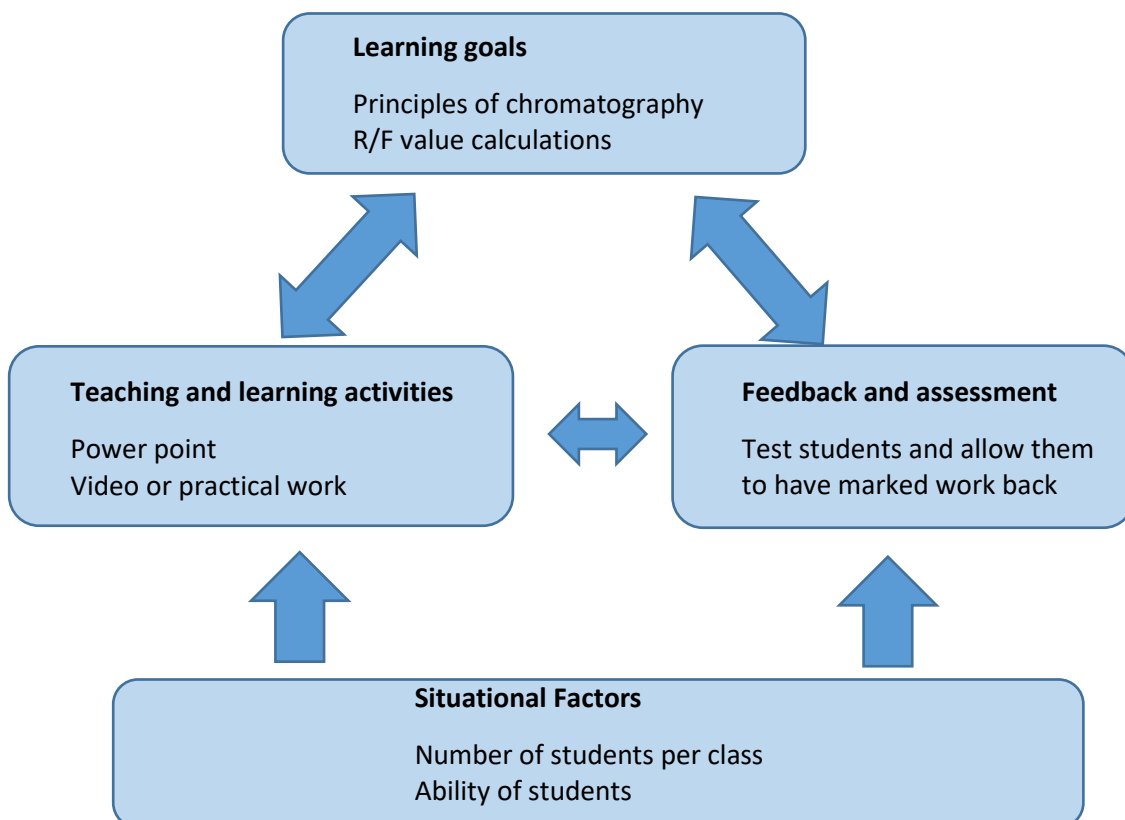 Learning goals
Principles of chromatography
R/F value calculations
Teaching and learning activities
Power point
Video or practical work
Feedback and assessment
Test students and allow them
to have marked work back
Situational Factors
Number of students per class
Ability of students